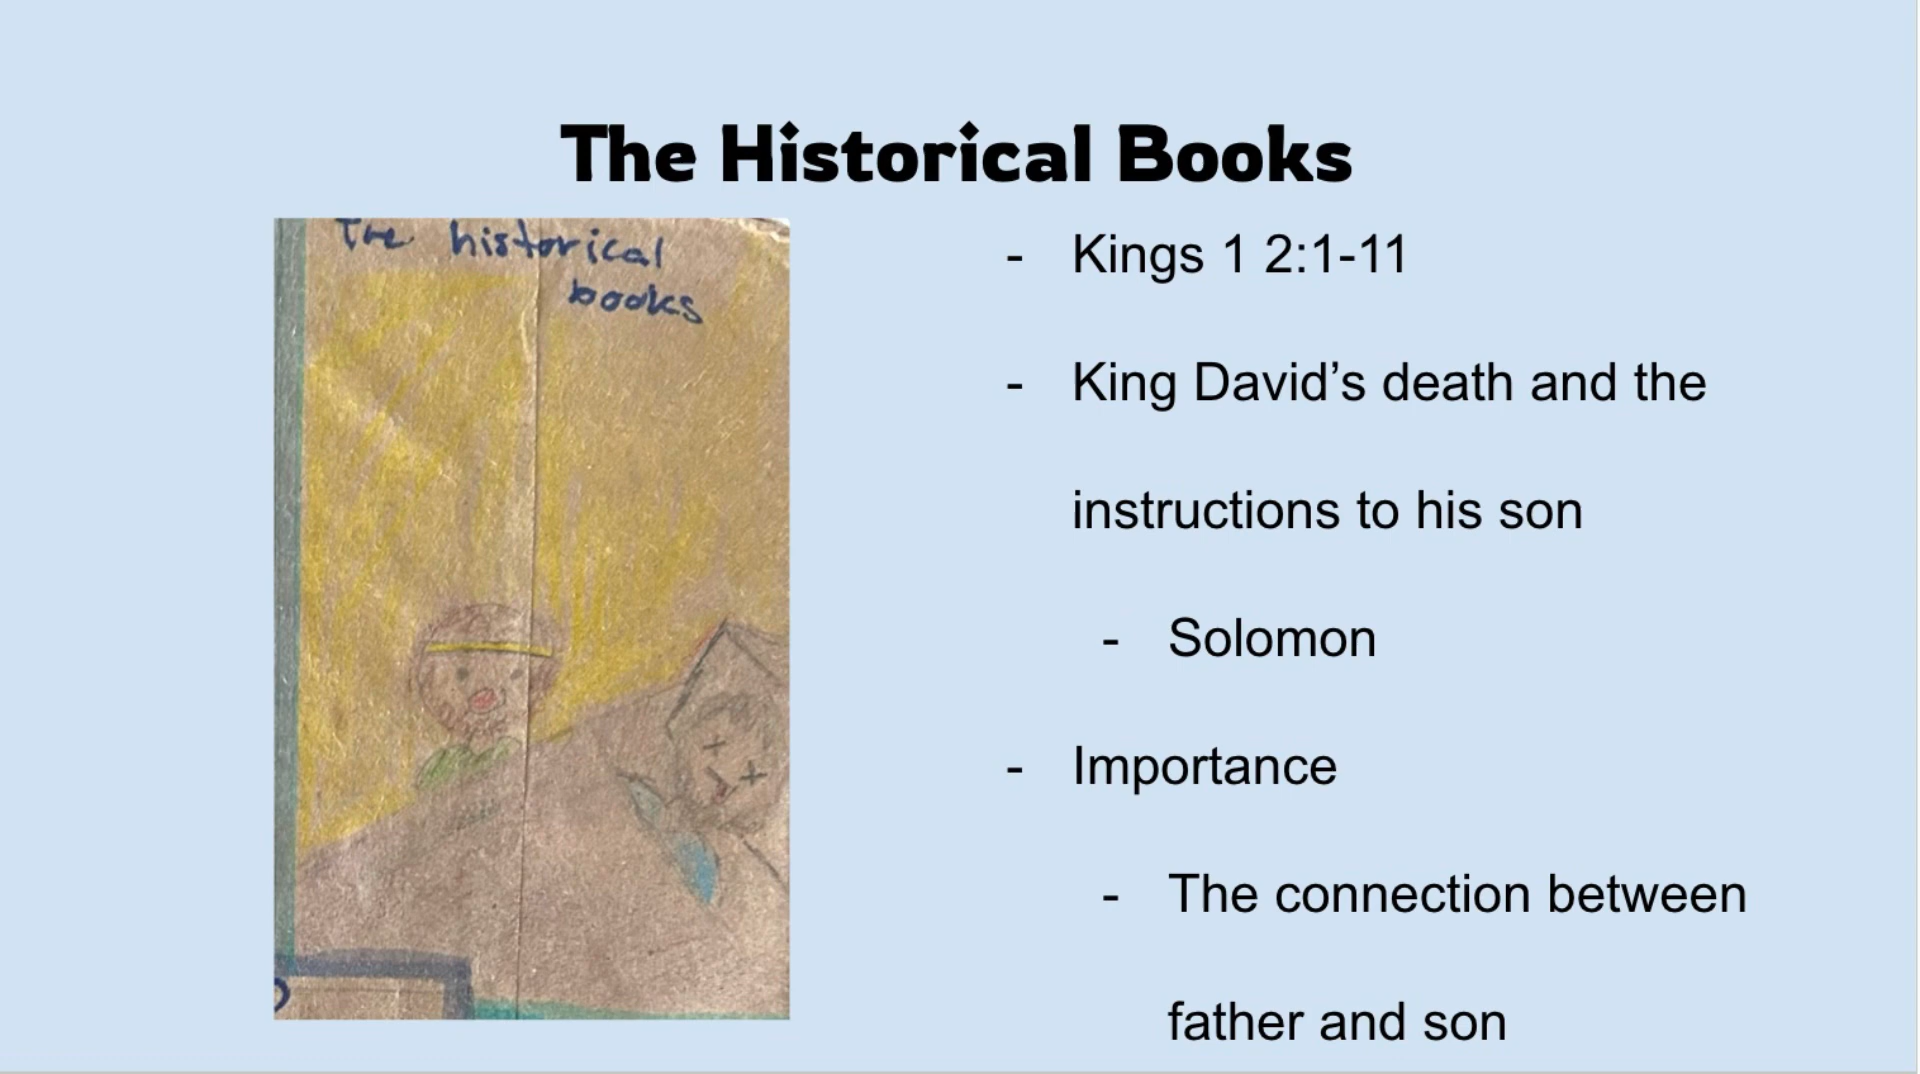 The Historical Books
The historical
books
- Kings 1 2:1-11
- King David’s death and the
instructions to his son
- Solomon
- Importance
- The connection between
father and son